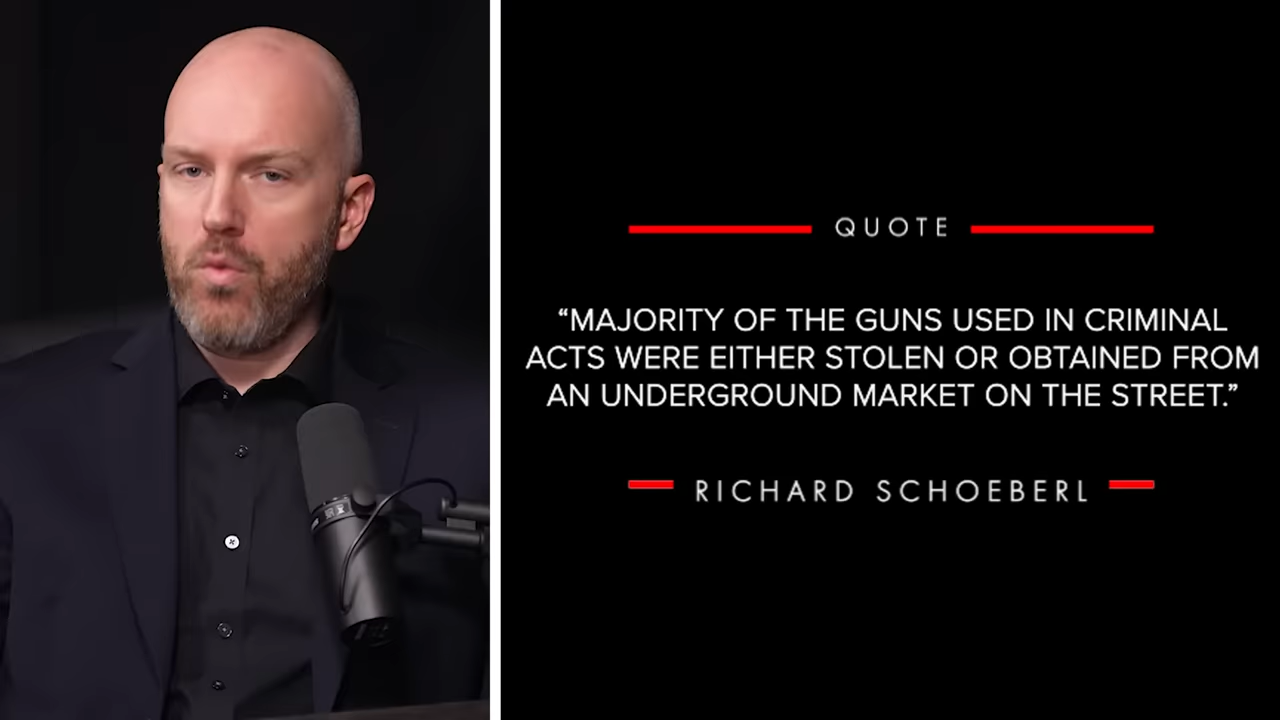 QUOTE
“MAJORITY OF THE GUNS USED IN CRIMINAL
ACTS WERE EITHER STOLEN OR OBTAINED FROM
AN UNDERGROUND MARKET ON THE STREET.”
RICHARD SCHOEBERL